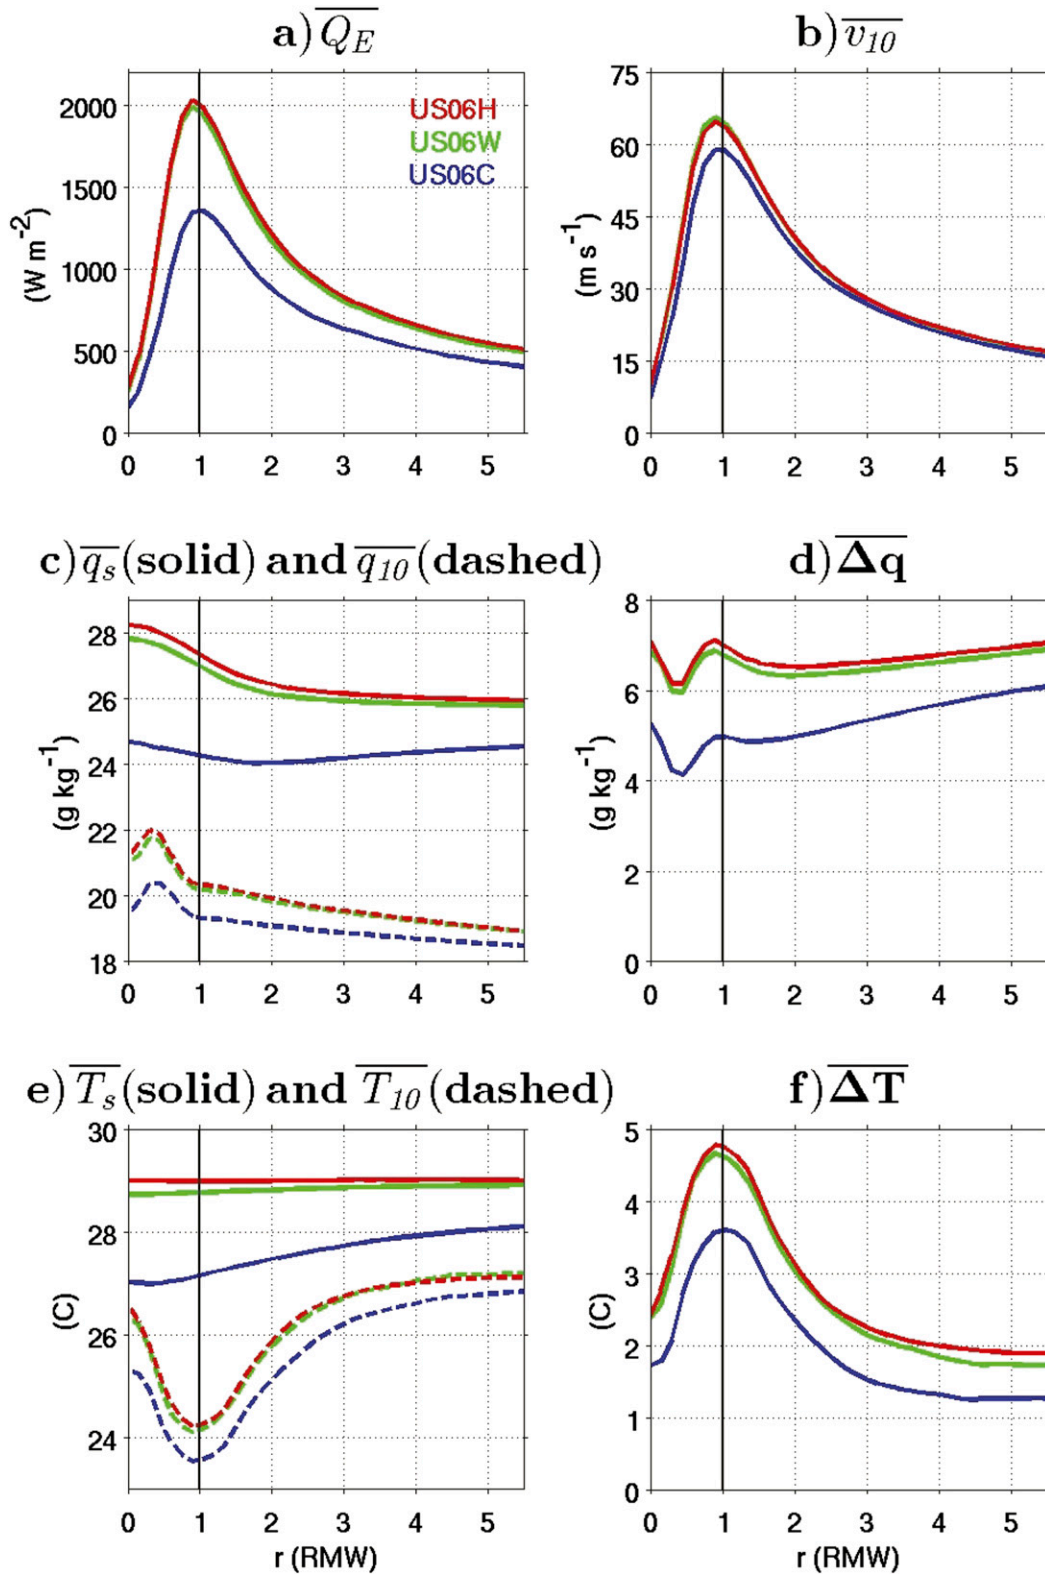 a) Q_E
b) v_10
2000
1500
1000
500
0
(W m⁻²)
US06H
US06W
US06C
0 1 2 3 4 5
75
60
45
30
15
0
(m s⁻¹)
0 1 2 3 4 5
c) q_s(solid) and q_10(dashed)
d) Δq
28
26
24
22
20
18
(g kg⁻¹)
0 1 2 3 4 5
8
6
4
2
0
(g kg⁻¹)
0 1 2 3 4 5
e) T_s(solid) and T_10(dashed)
f) ΔT
30
28
26
24
(C)
0 1 2 3 4 5
r (RMW)
5
4
3
2
1
0
(C)
0 1 2 3 4 5
r (RMW)